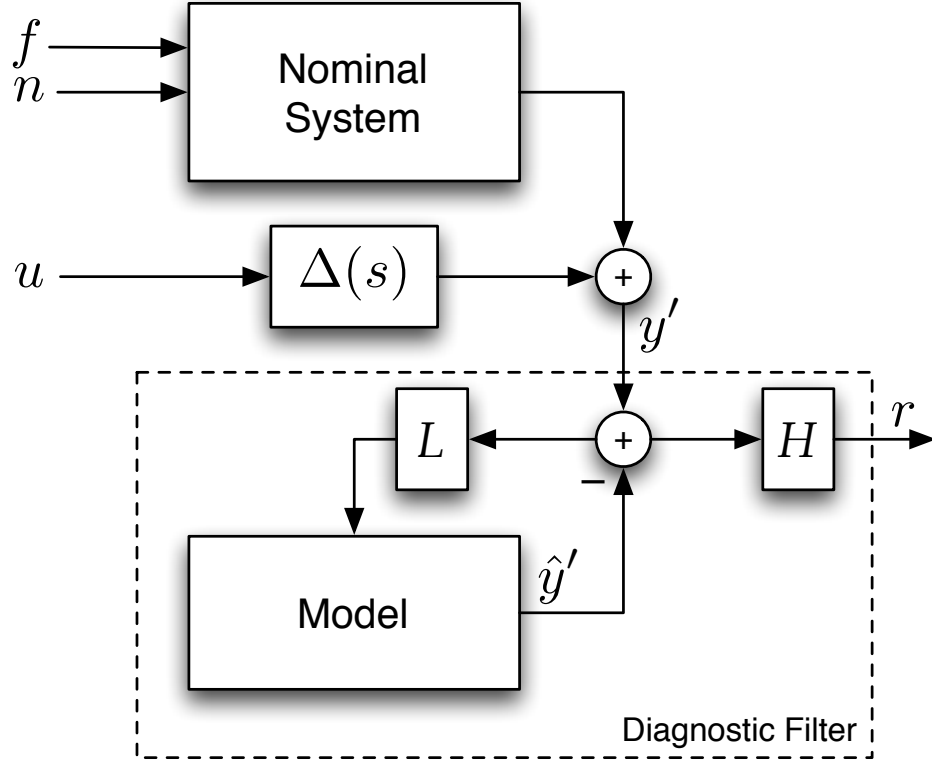 f
n
Nominal
System
u
Δ(s)
+
y′
L
+
H
r
−
ŷ′
Model
Diagnostic Filter